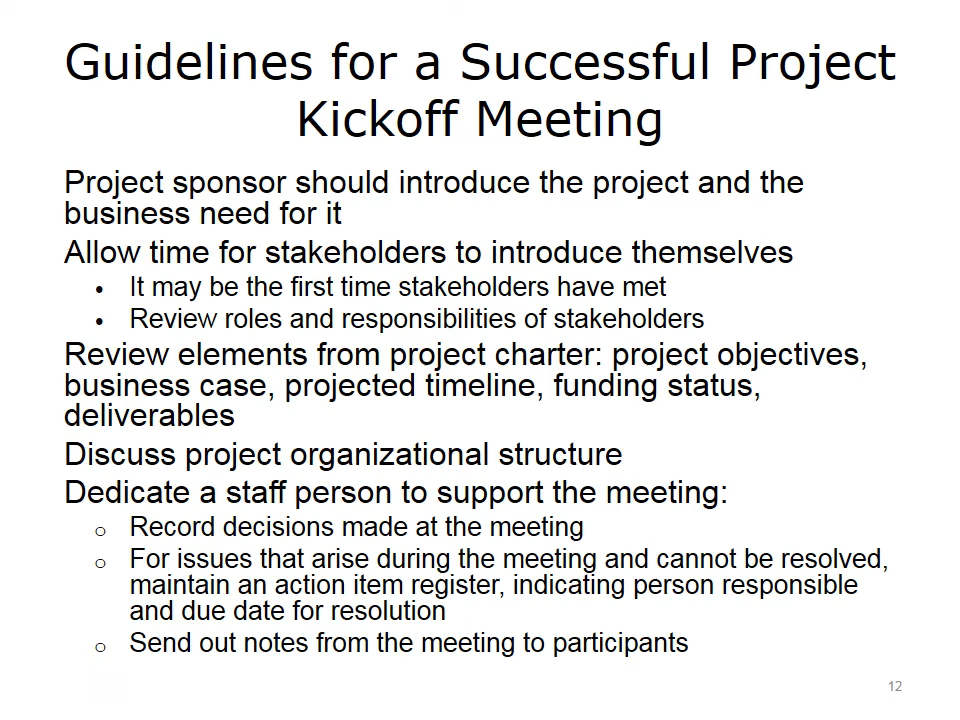 Guidelines for a Successful Project
Kickoff Meeting
Project sponsor should introduce the project and the
business need for it
Allow time for stakeholders to introduce themselves
• It may be the first time stakeholders have met
• Review roles and responsibilities of stakeholders
Review elements from project charter: project objectives,
business case, projected timeline, funding status,
deliverables
Discuss project organizational structure
Dedicate a staff person to support the meeting:
o Record decisions made at the meeting
o For issues that arise during the meeting and cannot be resolved,
maintain an action item register, indicating person responsible
and due date for resolution
o Send out notes from the meeting to participants
12